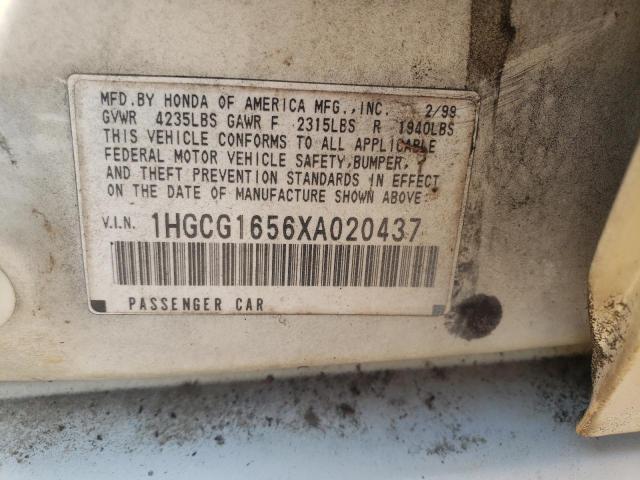 MFD.BY HONDA OF AMERICA MFG.,INC. 2/99
GVWR 4235LBS GAWR F 2315LBS R 1940LBS
THIS VEHICLE CONFORMS TO ALL APPLICABLE
FEDERAL MOTOR VEHICLE SAFETY,BUMPER,
AND THEFT PREVENTION STANDARDS IN EFFECT
ON THE DATE OF MANUFACTURE SHOWN ABOVE.
V.I.N. 1HGCG1656XA020437
PASSENGER CAR